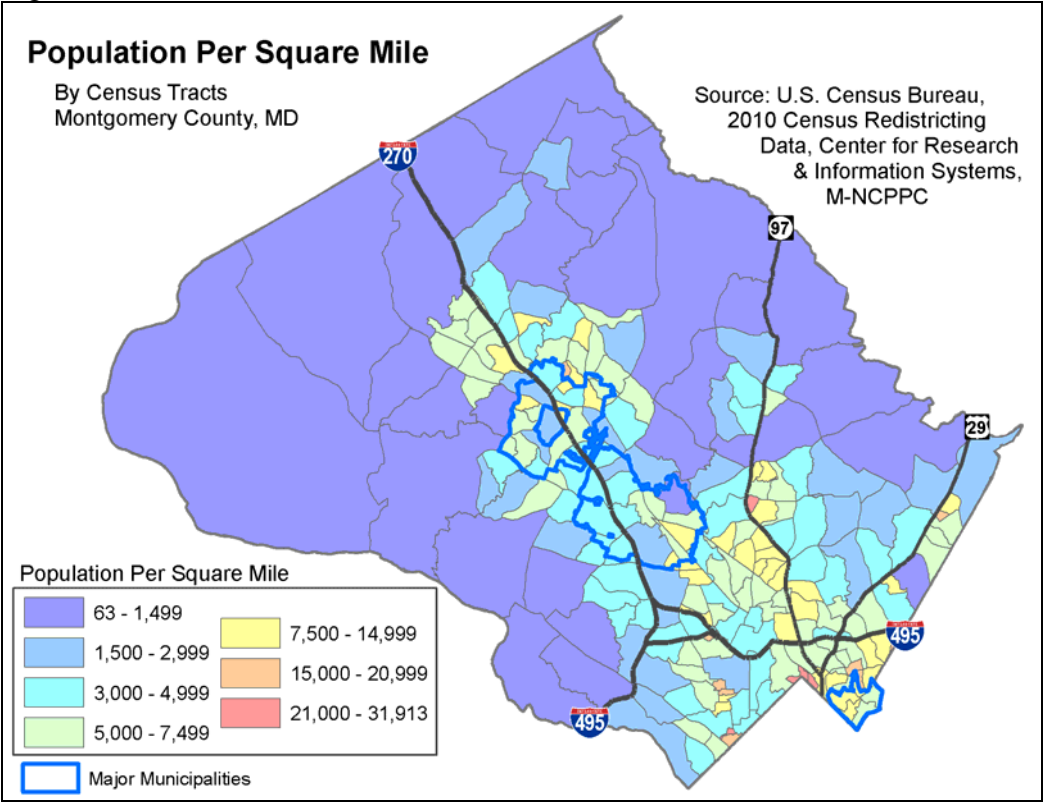 Population Per Square Mile
By Census Tracts
Montgomery County, MD
Source: U.S. Census Bureau,
2010 Census Redistricting
Data, Center for Research
& Information Systems,
M-NCPPC
270
97
29
495
495
Population Per Square Mile
63 - 1,499
1,500 - 2,999
3,000 - 4,999
5,000 - 7,499
7,500 - 14,999
15,000 - 20,999
21,000 - 31,913
Major Municipalities